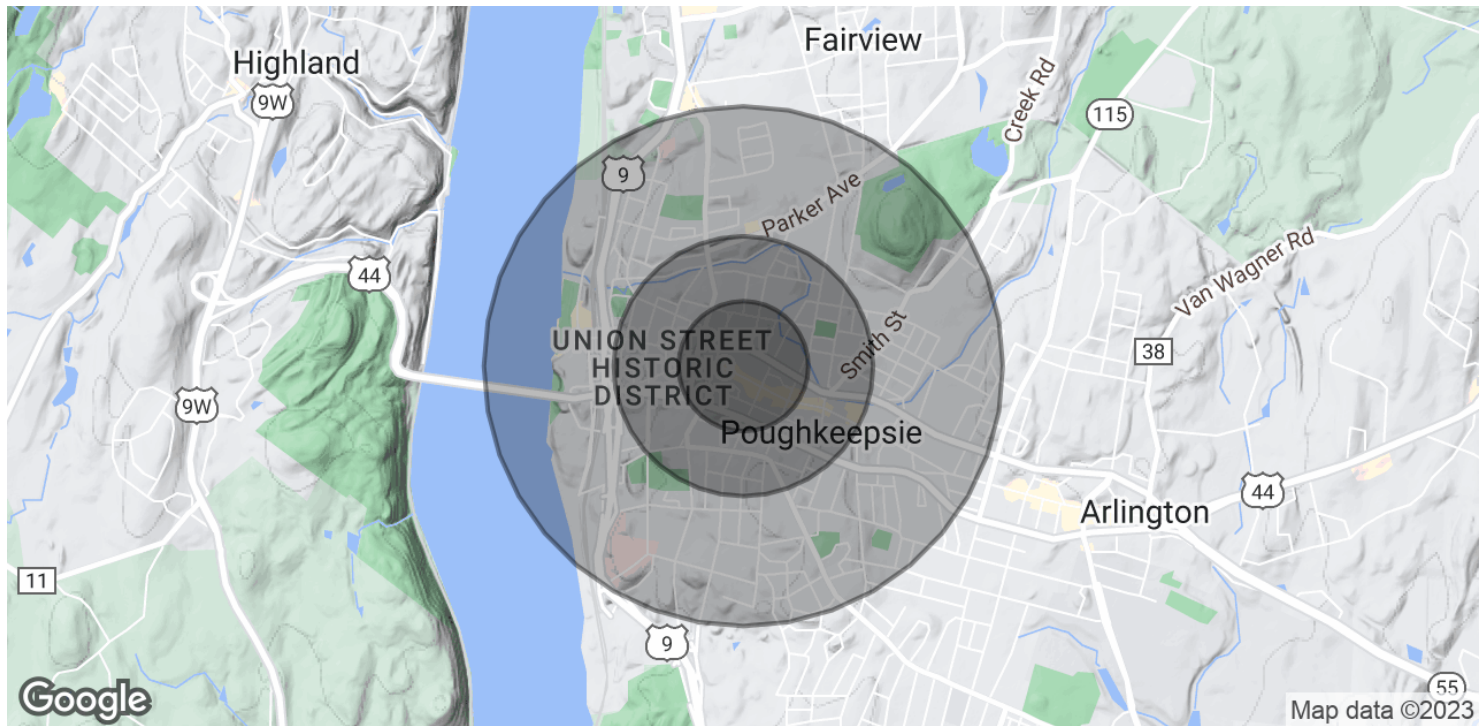 Fairview
Highland
9W
Creek Rd
115
9
Parker Ave
44
Van Wagner Rd
UNION STREET
HISTORIC
DISTRICT
Smith St
38
9W
Poughkeepsie
44
Arlington
11
9
55
Google
Map data ©2023